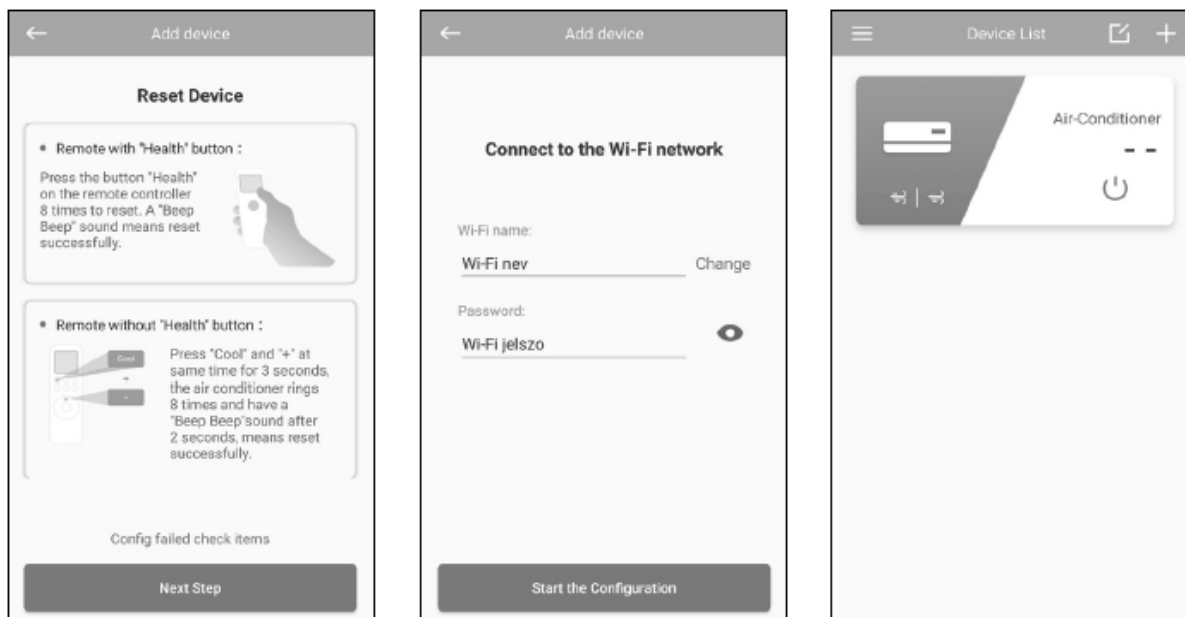 Add device
Reset Device
• Remote with "Health" button :
Press the button "Health"
on the remote controller
8 times to reset. A "Beep
Beep" sound means reset
successfully.
• Remote without "Health" button :
Cool
+
-
Press "Cool" and "+" at
same time for 3 seconds,
the air conditioner rings
8 times and have a
"Beep Beep"sound after
2 seconds, means reset
successfully.
Config failed check items
Next Step
Add device
Connect to the Wi-Fi network
Wi-Fi name:
Wi-Fi nev Change
Password:
Wi-Fi jelszo
Start the Configuration
Device List
Air-Conditioner
- -